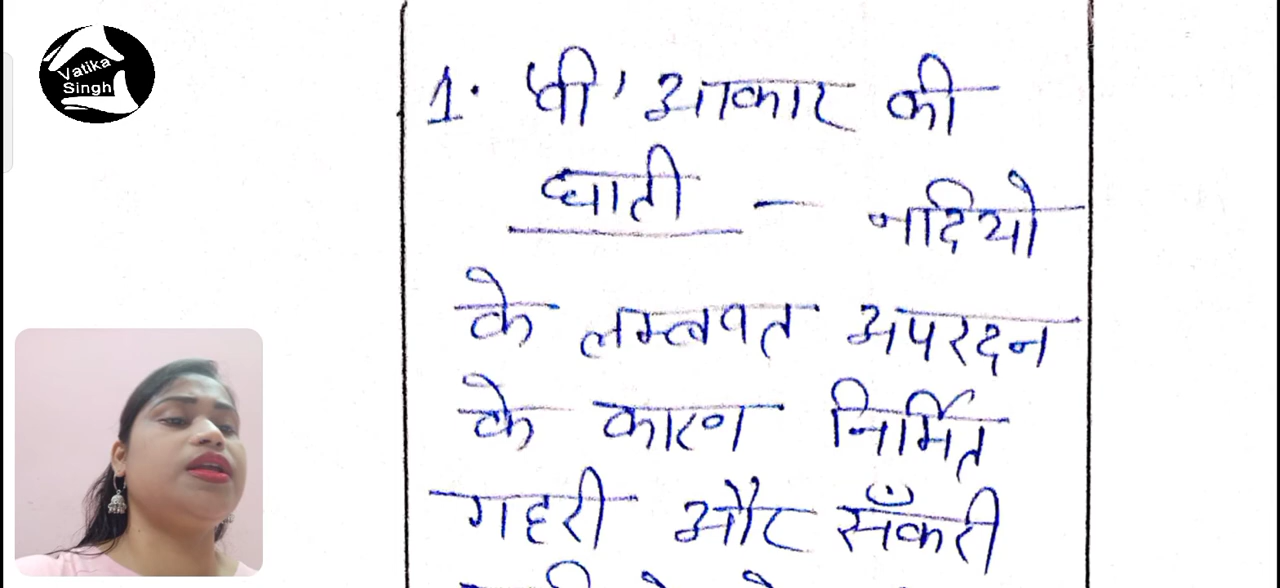 Vatika
Singh
1. 'वी' आकार की
घाटी - नदियो
के लम्बवत अपरदन
के कारण निर्मित
गहरी और सँकरी